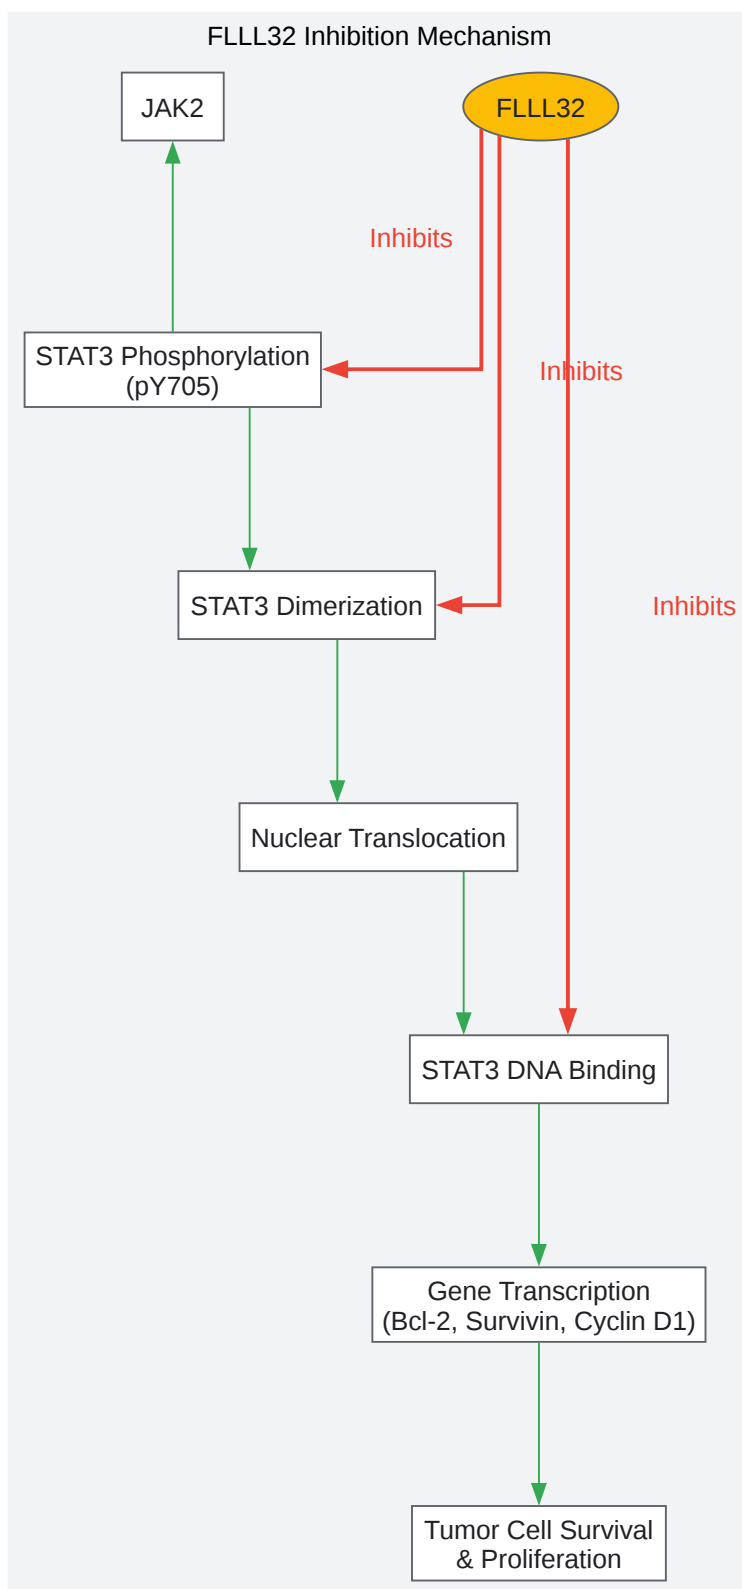 FLLL32 Inhibition Mechanism
JAK2
FLLL32
Inhibits
STAT3 Phosphorylation
(pY705)
Inhibits
STAT3 Dimerization
Inhibits
Nuclear Translocation
STAT3 DNA Binding
Gene Transcription
(Bcl-2, Survivin, Cyclin D1)
Tumor Cell Survival
& Proliferation